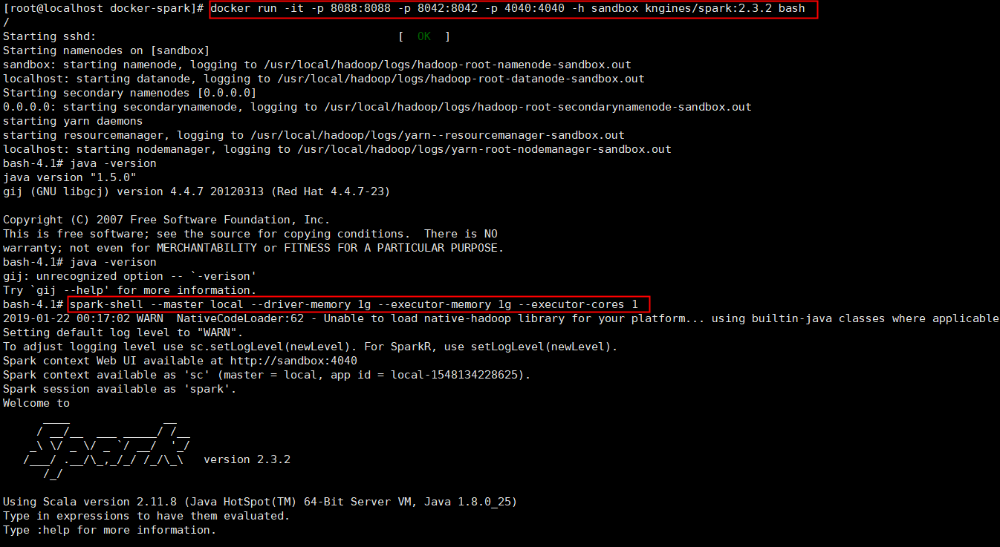 [root@localhost docker-spark]# docker run -it -p 8088:8088 -p 8042:8042 -p 4040:4040 -h sandbox kngines/spark:2.3.2 bash
/
Starting sshd:                                             [  OK  ]
Starting namenodes on [sandbox]
sandbox: starting namenode, logging to /usr/local/hadoop/logs/hadoop-root-namenode-sandbox.out
localhost: starting datanode, logging to /usr/local/hadoop/logs/hadoop-root-datanode-sandbox.out
Starting secondary namenodes [0.0.0.0]
0.0.0.0: starting secondarynamenode, logging to /usr/local/hadoop/logs/hadoop-root-secondarynamenode-sandbox.out
starting yarn daemons
starting resourcemanager, logging to /usr/local/hadoop/logs/yarn--resourcemanager-sandbox.out
localhost: starting nodemanager, logging to /usr/local/hadoop/logs/yarn-root-nodemanager-sandbox.out
bash-4.1# java -version
java version "1.5.0"
gij (GNU libgcj) version 4.4.7 20120313 (Red Hat 4.4.7-23)

Copyright (C) 2007 Free Software Foundation, Inc.
This is free software; see the source for copying conditions.  There is NO
warranty; not even for MERCHANTABILITY or FITNESS FOR A PARTICULAR PURPOSE.
bash-4.1# java -verison
gij: unrecognized option -- `-verison'
Try `gij --help' for more information.
bash-4.1# spark-shell --master local --driver-memory 1g --executor-memory 1g --executor-cores 1
2019-01-22 00:17:02 WARN  NativeCodeLoader:62 - Unable to load native-hadoop library for your platform... using builtin-java classes where applicable
Setting default log level to "WARN".
To adjust logging level use sc.setLogLevel(newLevel). For SparkR, use setLogLevel(newLevel).
Spark context Web UI available at http://sandbox:4040
Spark context available as 'sc' (master = local, app id = local-1548134228625).
Spark session available as 'spark'.
Welcome to
      ____              __
     / __/__  ___ _____/ /__
    _\ \/ _ \/ _ `/ __/  '_/
   /___/ .__/\_,_/_/ /_/\_\   version 2.3.2
      /_/

Using Scala version 2.11.8 (Java HotSpot(TM) 64-Bit Server VM, Java 1.8.0_25)
Type in expressions to have them evaluated.
Type :help for more information.